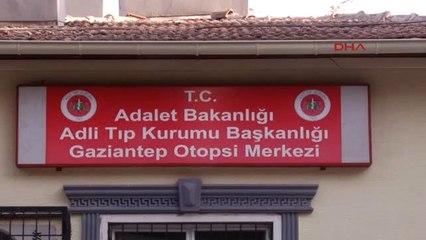 DHA
T.C.
Adalet Bakanlığı
Adli Tıp Kurumu Başkanlığı
Gaziantep Otopsi Merkezi